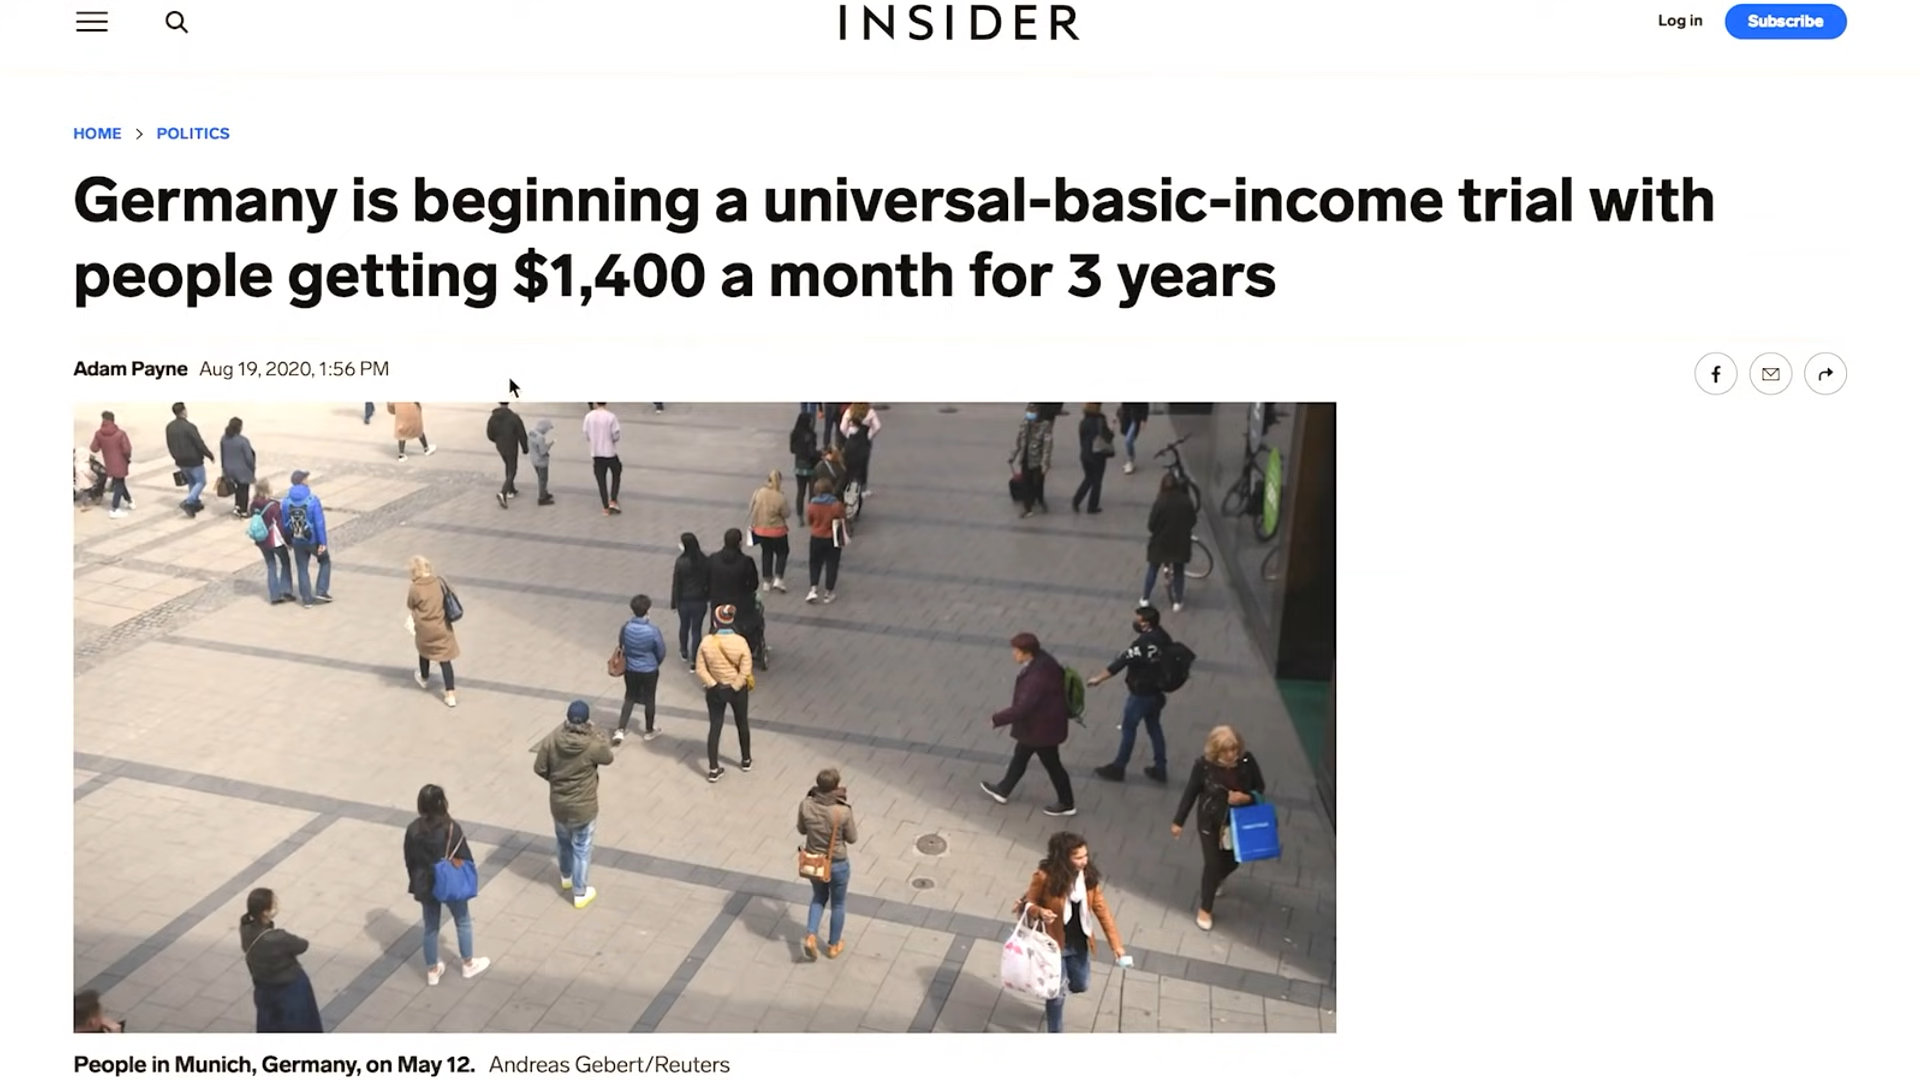 INSIDER
Log in
Subscribe
HOME > POLITICS
Germany is beginning a universal-basic-income trial with
people getting $1,400 a month for 3 years
Adam Payne Aug 19, 2020, 1:56 PM
People in Munich, Germany, on May 12. Andreas Gebert/Reuters